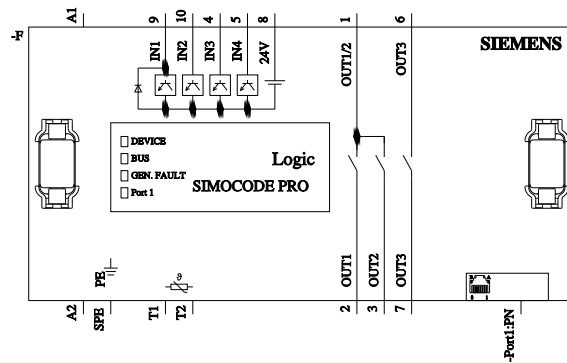 -F
A1
9
10
4
5
8
1
6
IN1
IN2
IN3
IN4
24V
OUT1/2
OUT3
SIEMENS
DEVICE
BUS
GEN. FAULT
Port 1
Logic
SIMOCODE PRO
PE
ϑ
OUT1
OUT2
OUT3
A2
SPE
T1
T2
2
3
7
-Port1:PN